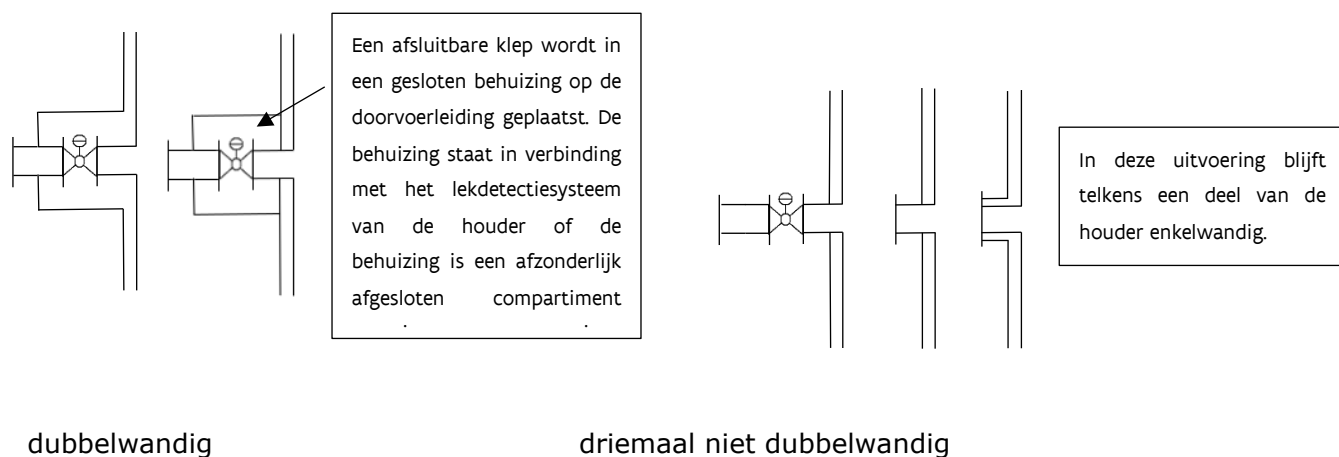 Een afsluitbare klep wordt in
een gesloten behuizing op de
doorvoerleiding geplaatst. De
behuizing staat in verbinding
met het lekdetectiesysteem
van de houder of de
behuizing is een afzonderlijk
afgesloten compartiment
In deze uitvoering blijft
telkens een deel van de
houder enkelwandig.
dubbelwandig
driemaal niet dubbelwandig